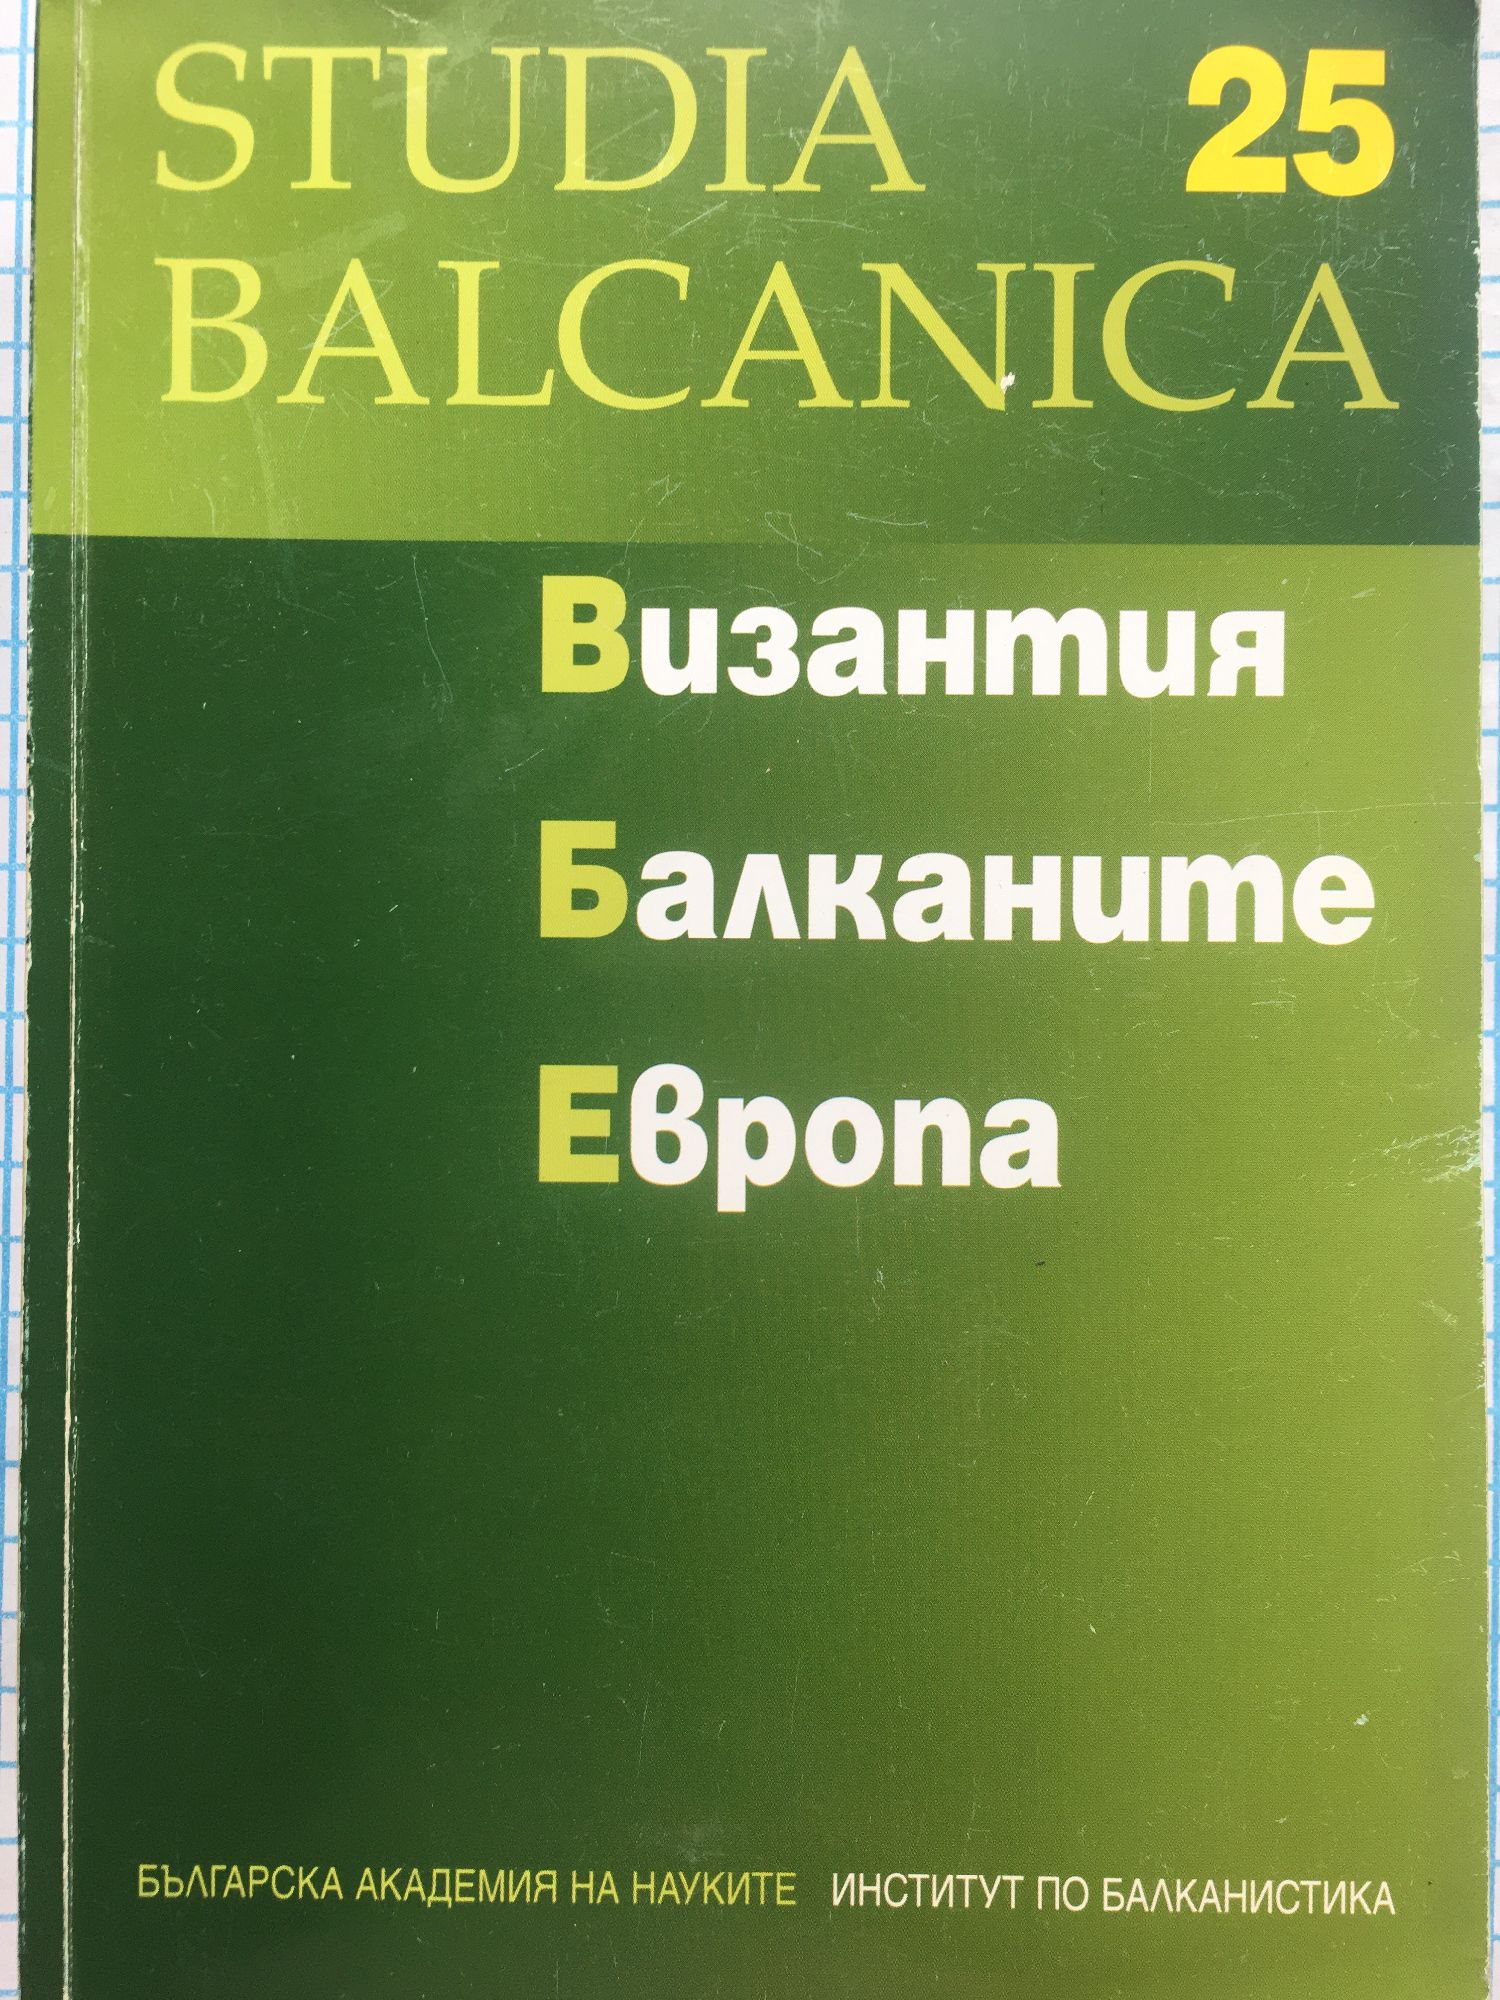 STUDIA 25
BALCANICA
Византия
Балканите
Европа
БЪЛГАРСКА АКАДЕМИЯ НА НАУКИТЕ ИНСТИТУТ ПО БАЛКАНИСТИКА